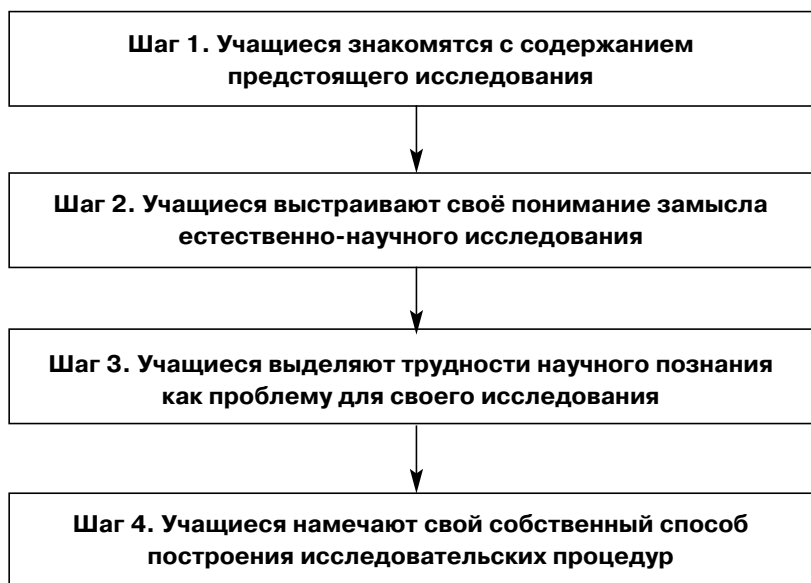 Шаг 1. Учащиеся знакомятся с содержанием
предстоящего исследования
Шаг 2. Учащиеся выстраивают своё понимание замысла
естественно-научного исследования
Шаг 3. Учащиеся выделяют трудности научного познания
как проблему для своего исследования
Шаг 4. Учащиеся намечают свой собственный способ
построения исследовательских процедур